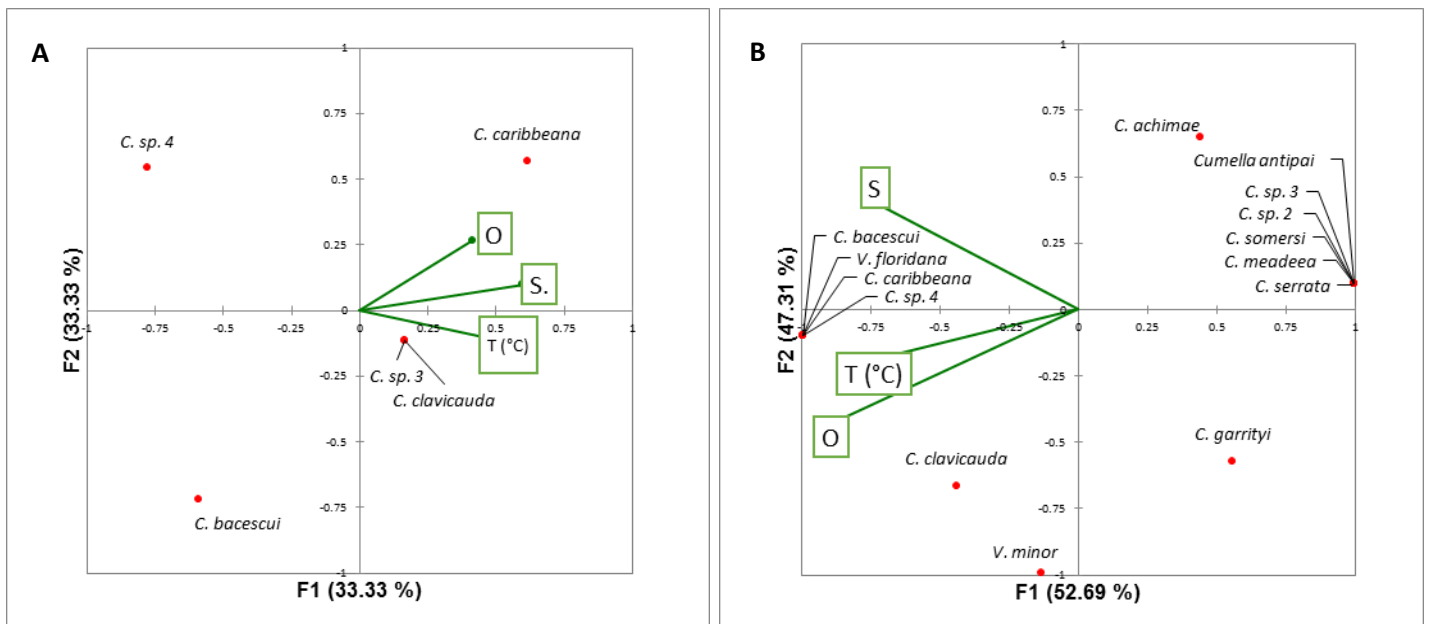 A
1
0.75
C. sp. 4
C. caribbeana
0.5
O
0.25
S.
0
-1
-0.75
-0.5
-0.25
0
0.25
0.5
0.75
1
T (°C)
C. sp. 3
C. clavicauda
-0.25
-0.5
-0.75
C. bacescui
-1
F2 (33.33 %)
F1 (33.33 %)
B
1
0.75
C. achimae
Cumella antipai
0.5
S
C. sp. 3
C. sp. 2
C. bacescui
0.25
C. somersi
V. floridana
C. meadeea
C. caribbeana
C. serrata
C. sp. 4
0
-1
-0.75
-0.5
-0.25
0
0.25
0.5
0.75
1
T (°C)
-0.25
O
C. garrityi
-0.5
C. clavicauda
-0.75
V. minor
-1
F2 (47.31 %)
F1 (52.69 %)